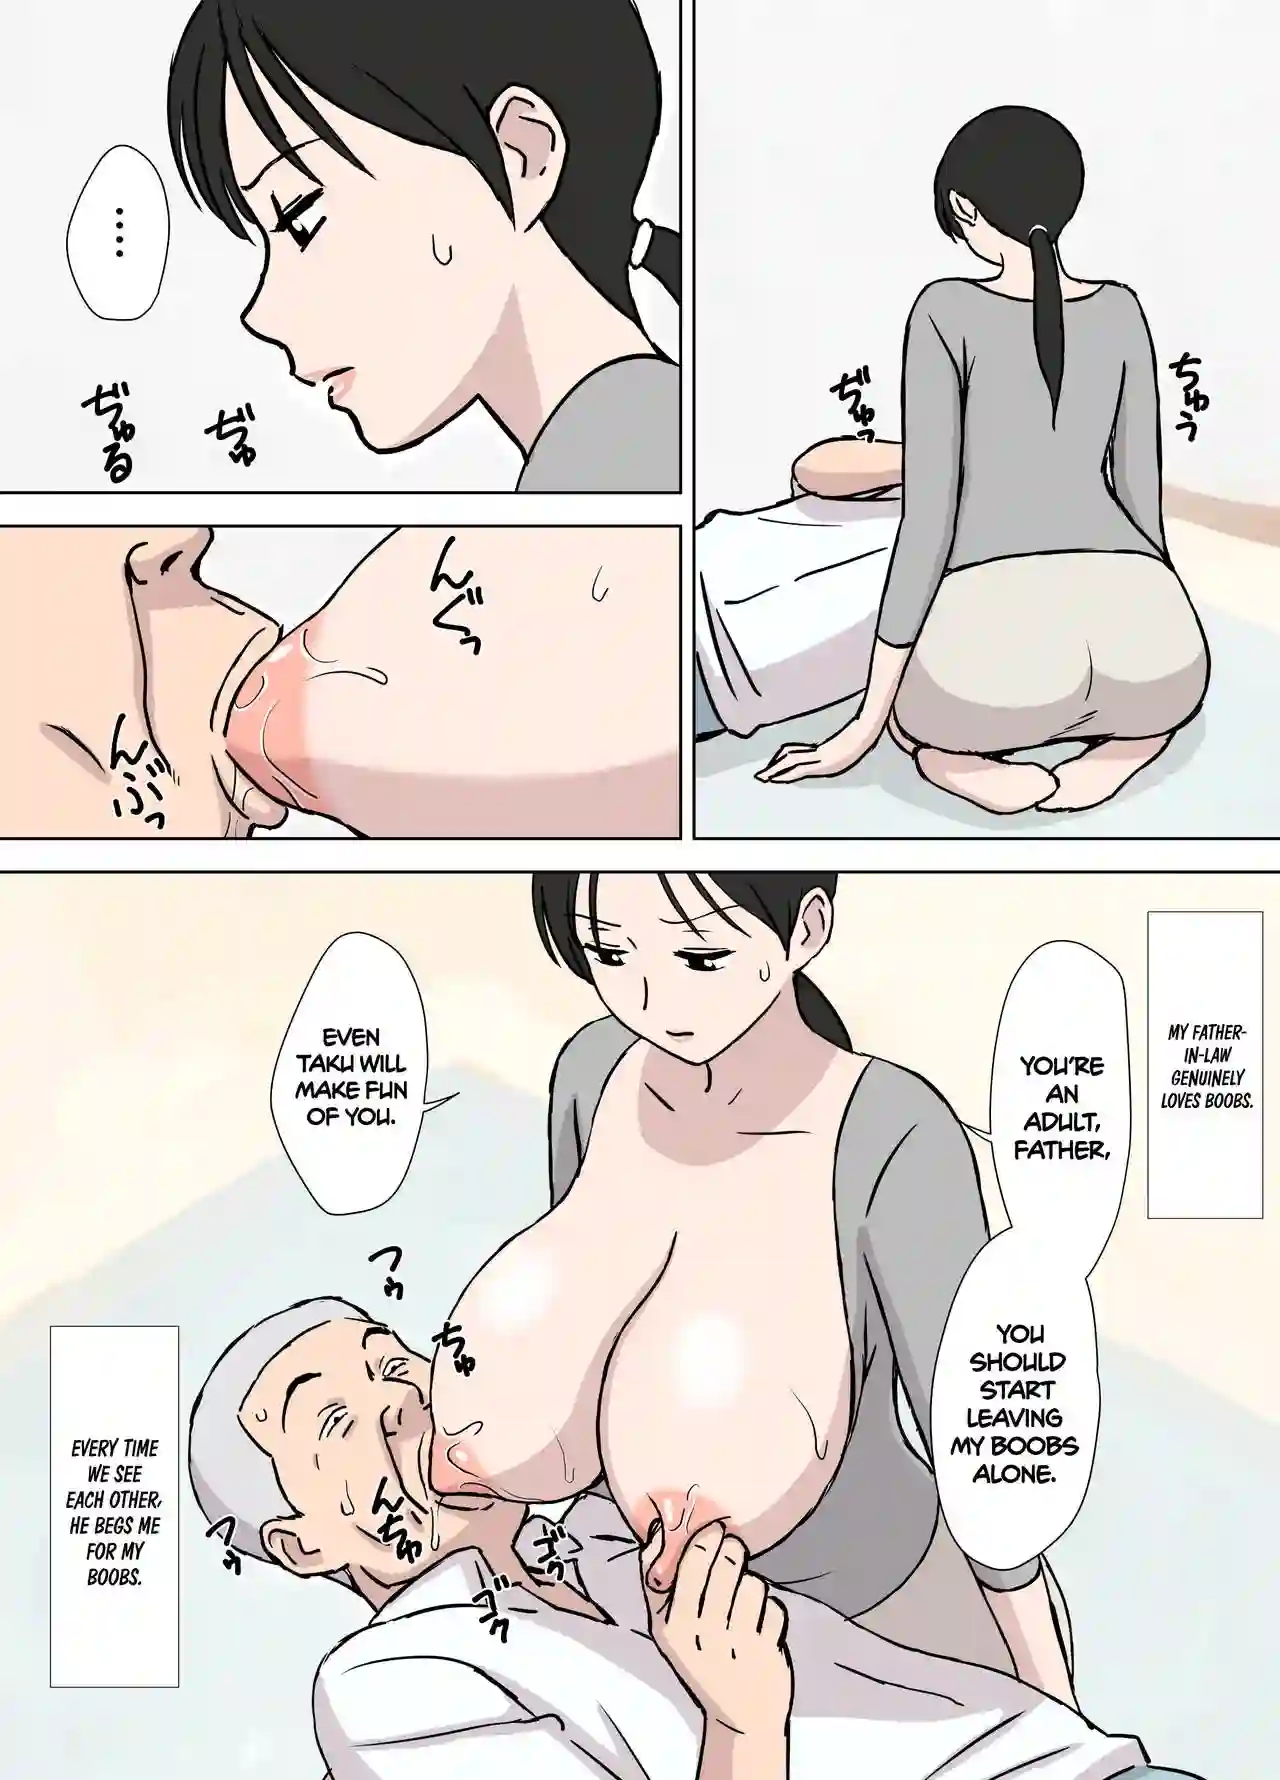 ぢゅっ
ちゅう
…
ぢゅ
ぢゅる
んぐっ
んぶっ
MY FATHER-
IN-LAW
GENUINELY
LOVES BOOBS.
YOU'RE
AN
ADULT,
FATHER,
YOU
SHOULD
START
LEAVING
MY BOOBS
ALONE.
EVEN
TAKU WILL
MAKE FUN
OF YOU.
フゥ
ちゅ
んちゅ
ゴク
ゴク
フゥ
EVERY TIME
WE SEE
EACH OTHER,
HE BEGS ME
FOR MY
BOOBS.